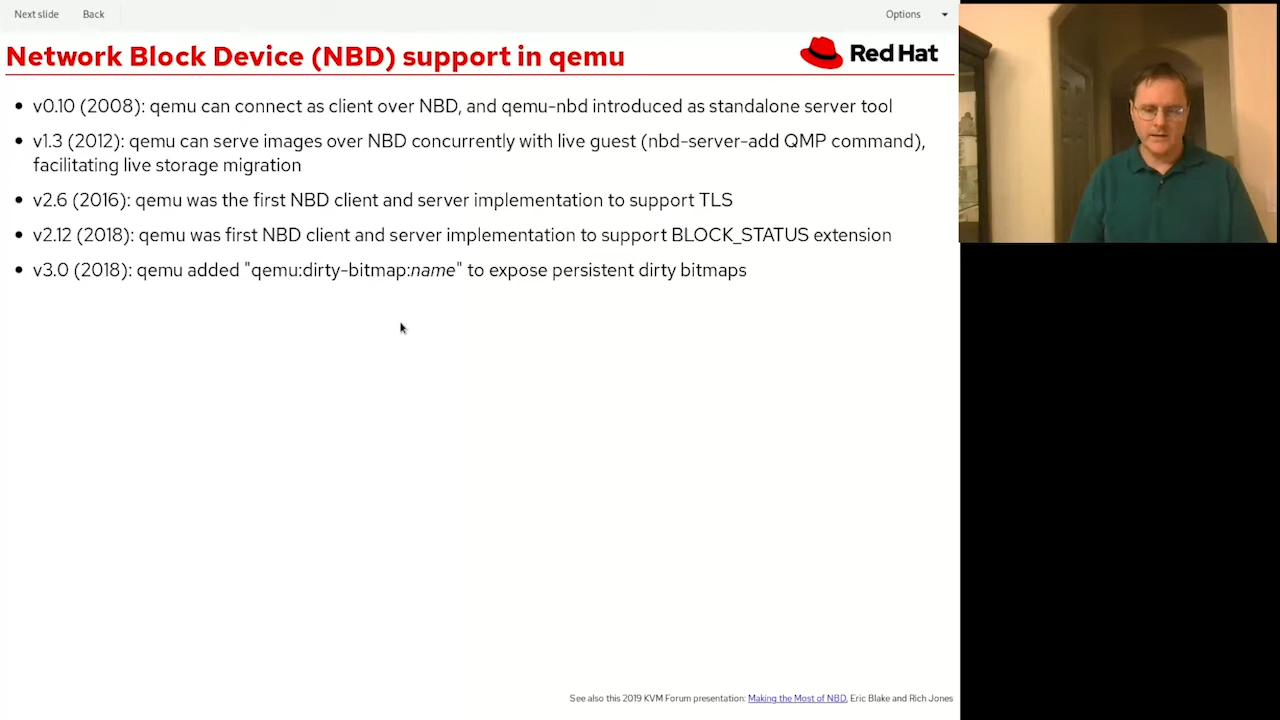 Next slide Back Options
Network Block Device (NBD) support in qemu
Red Hat
• v0.10 (2008): qemu can connect as client over NBD, and qemu-nbd introduced as standalone server tool
• v1.3 (2012): qemu can serve images over NBD concurrently with live guest (nbd-server-add QMP command),
facilitating live storage migration
• v2.6 (2016): qemu was the first NBD client and server implementation to support TLS
• v2.12 (2018): qemu was first NBD client and server implementation to support BLOCK_STATUS extension
• v3.0 (2018): qemu added "qemu:dirty-bitmap:name" to expose persistent dirty bitmaps
See also this 2019 KVM Forum presentation: Making the Most of NBD, Eric Blake and Rich Jones